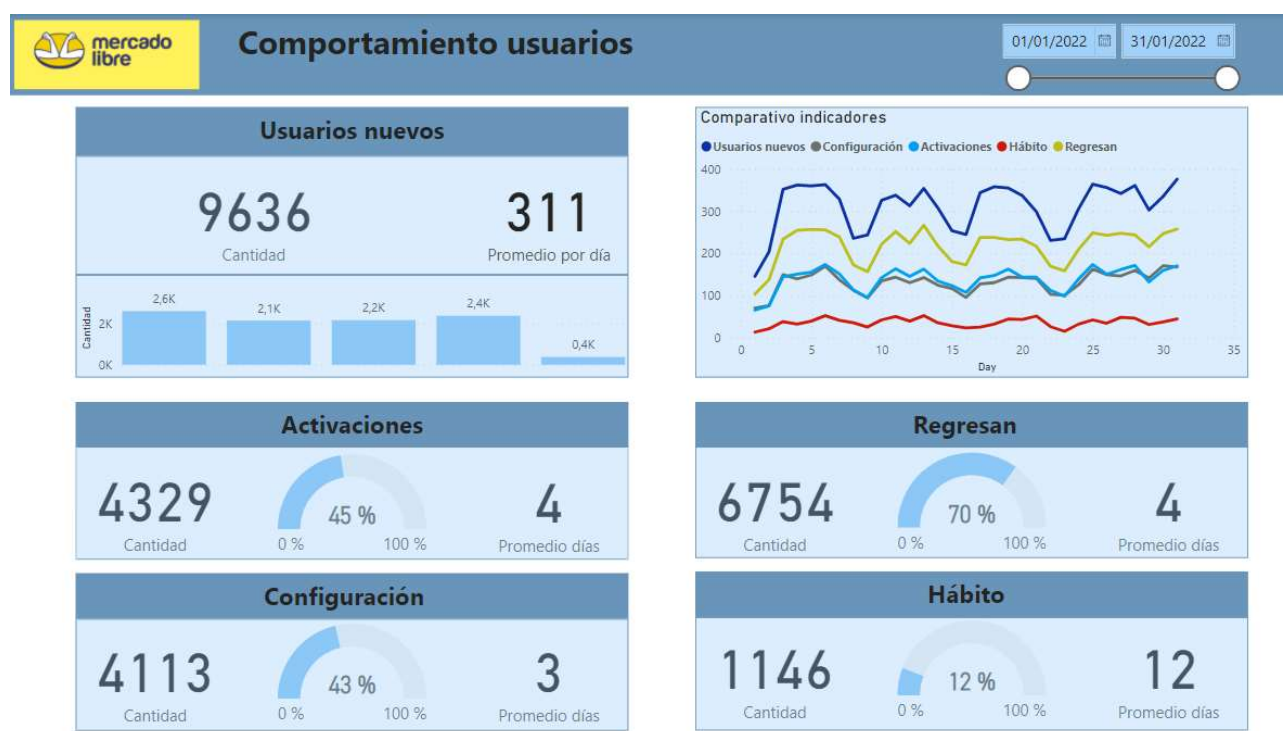 mercado
libre
Comportamiento usuarios
01/01/2022 31/01/2022
Usuarios nuevos
9636 311
Cantidad Promedio por día
Cantidad
2K
0K
2,6K 2,1K 2,2K 2,4K 0,4K
Comparativo indicadores
Usuarios nuevos Configuración Activaciones Hábito Regresan
400
300
200
100
0
0 5 10 15 20 25 30 35
Day
Activaciones
4329 45 % 4
Cantidad 0 % 100 % Promedio días
Regresan
6754 70 % 4
Cantidad 0 % 100 % Promedio días
Configuración
4113 43 % 3
Cantidad 0 % 100 % Promedio días
Hábito
1146 12 % 12
Cantidad 0 % 100 % Promedio días